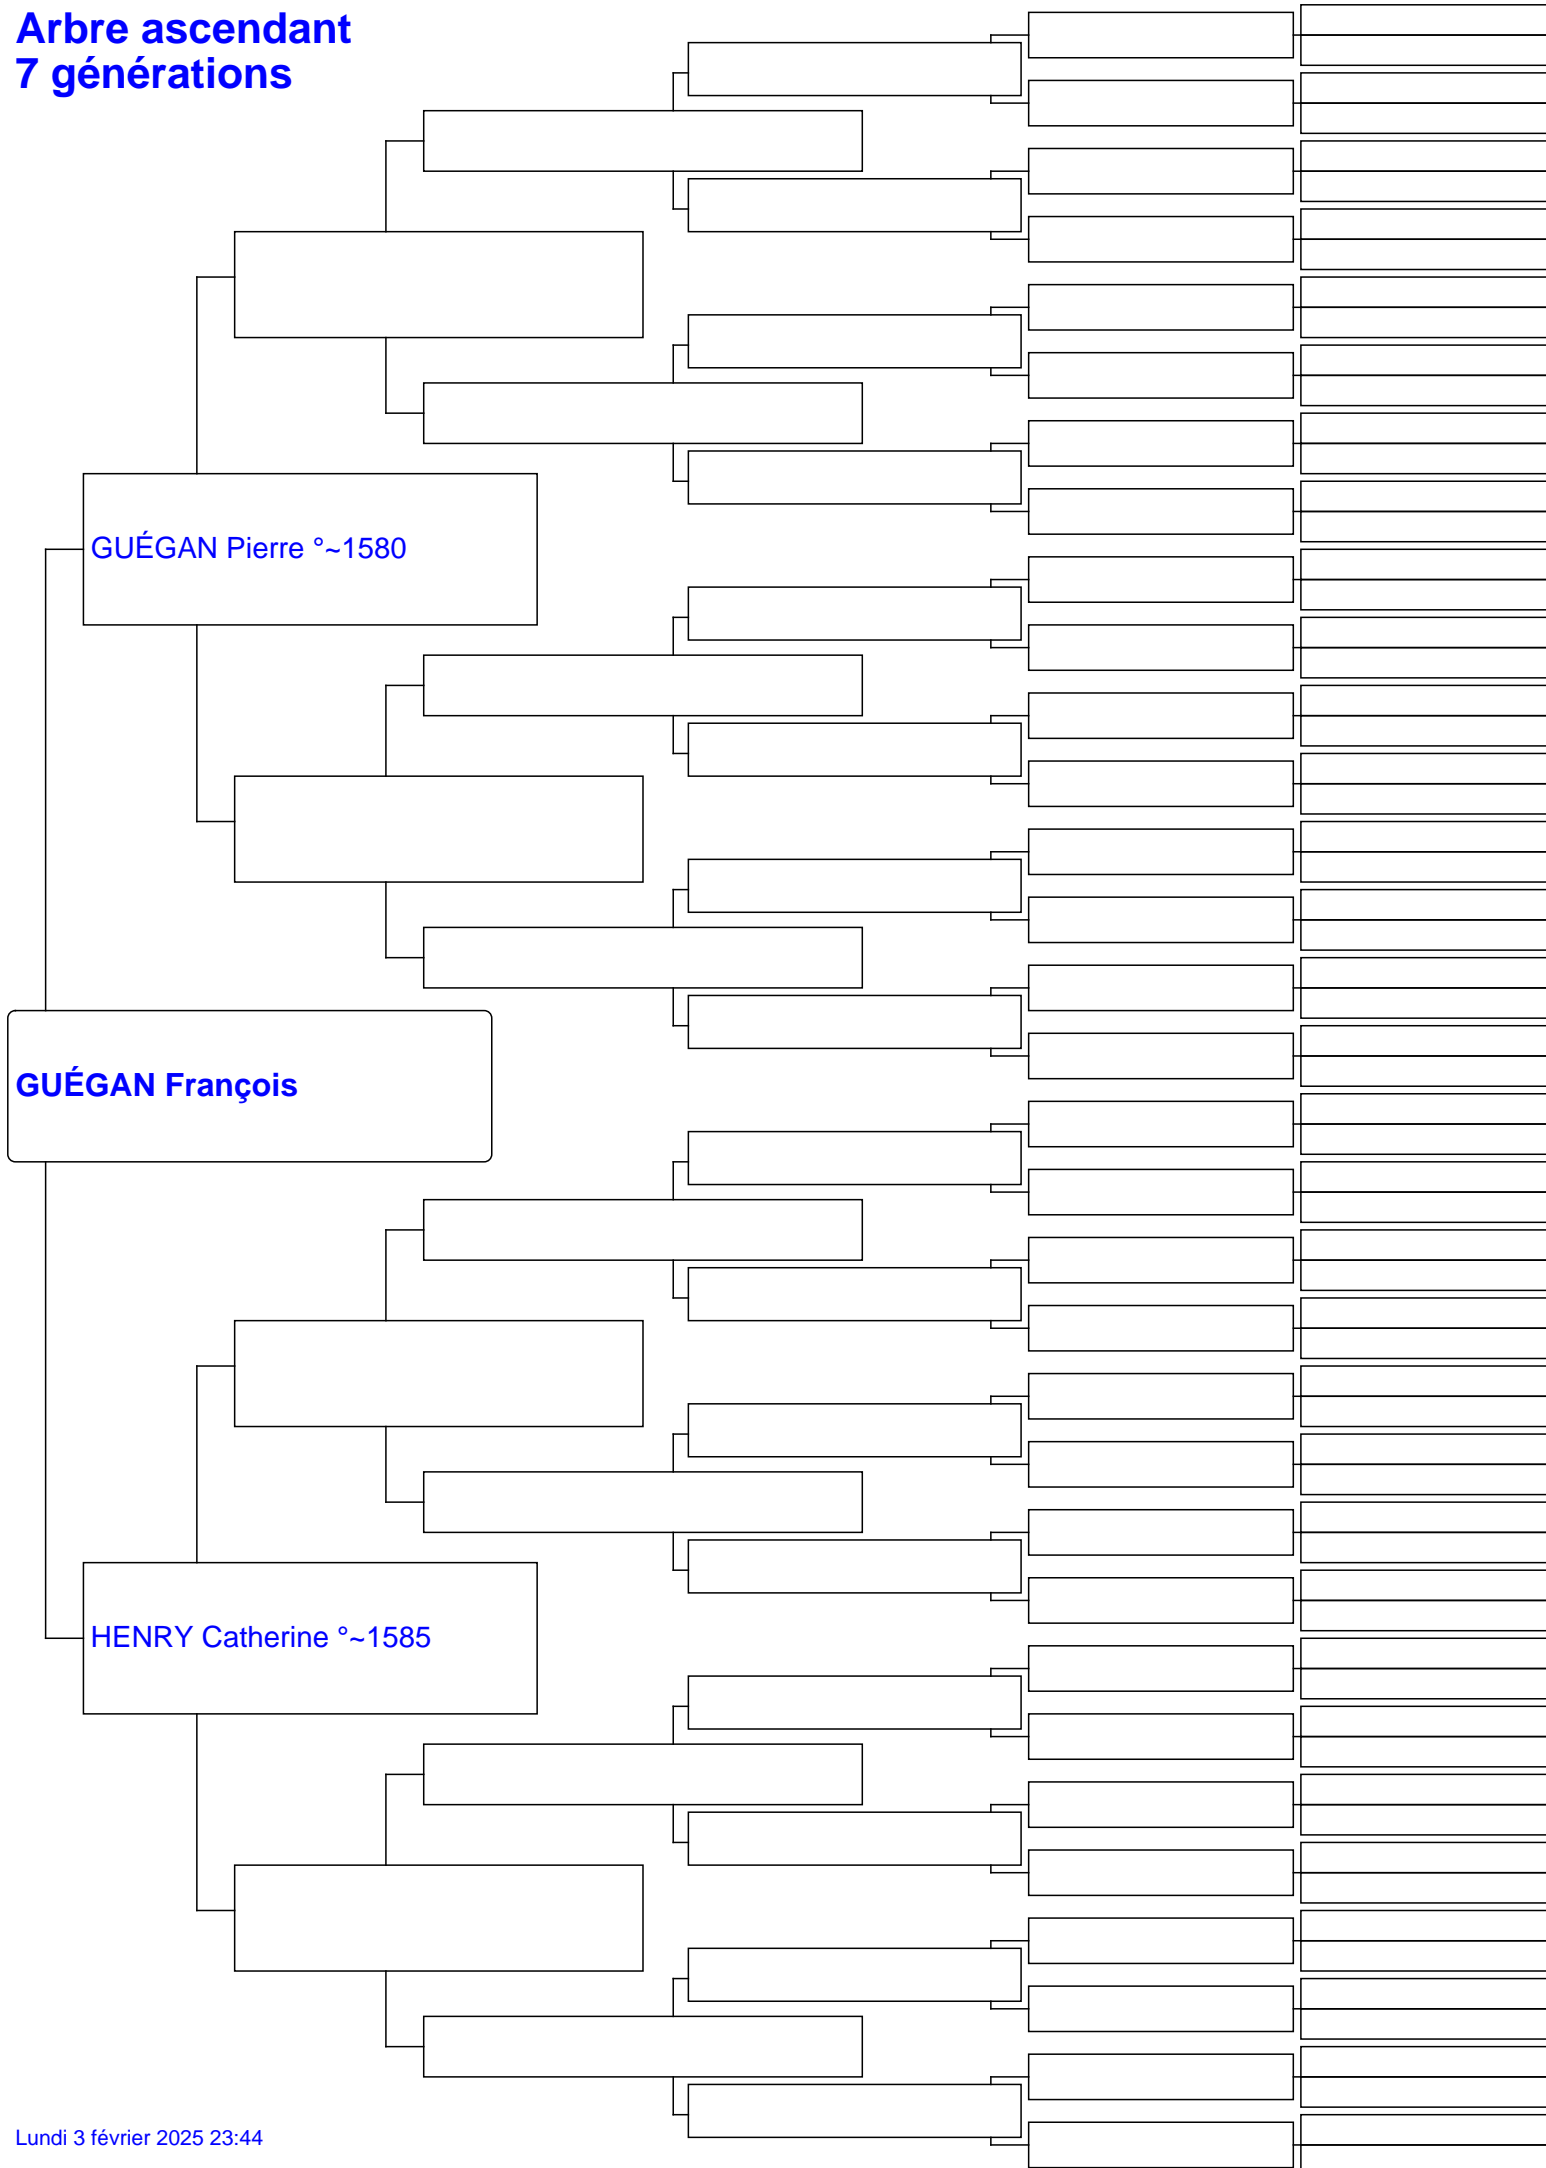 Arbre ascendant
7 générations
GUÉGAN Pierre °~1580
GUÉGAN François
HENRY Catherine °~1585
Lundi 3 février 2025 23:44